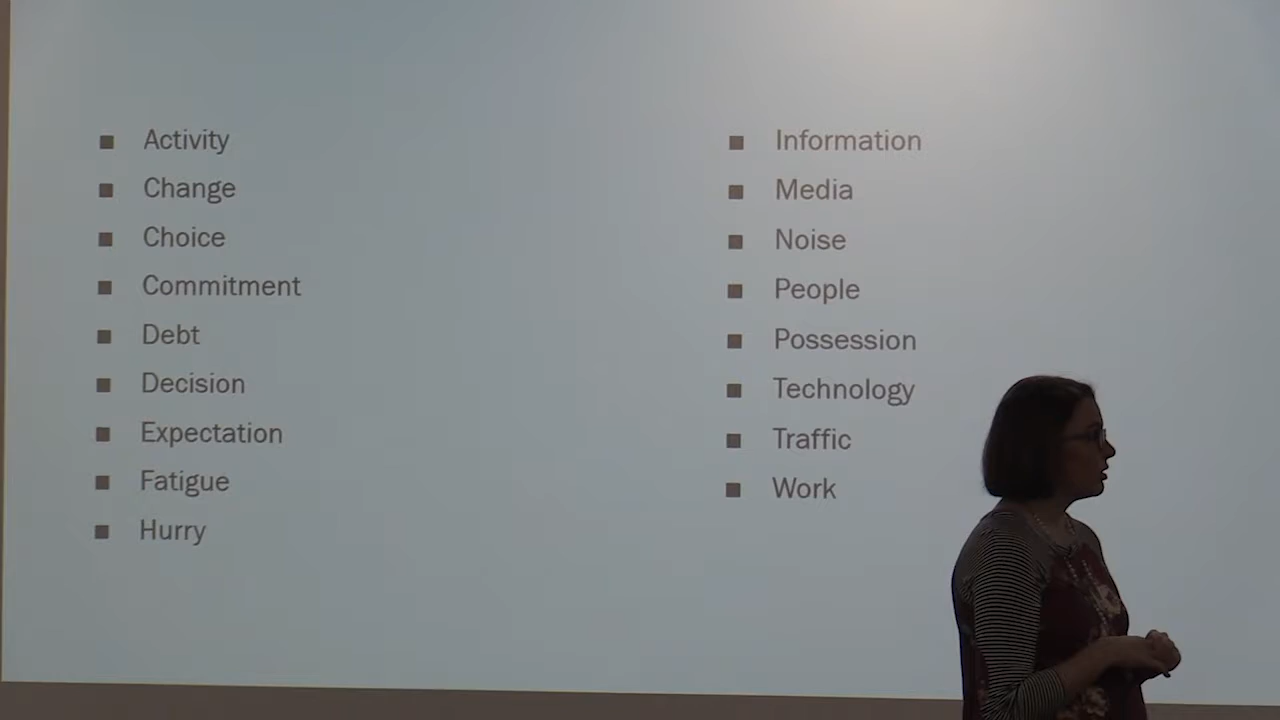 Activity
Change
Choice
Commitment
Debt
Decision
Expectation
Fatigue
Hurry
Information
Media
Noise
People
Possession
Technology
Traffic
Work